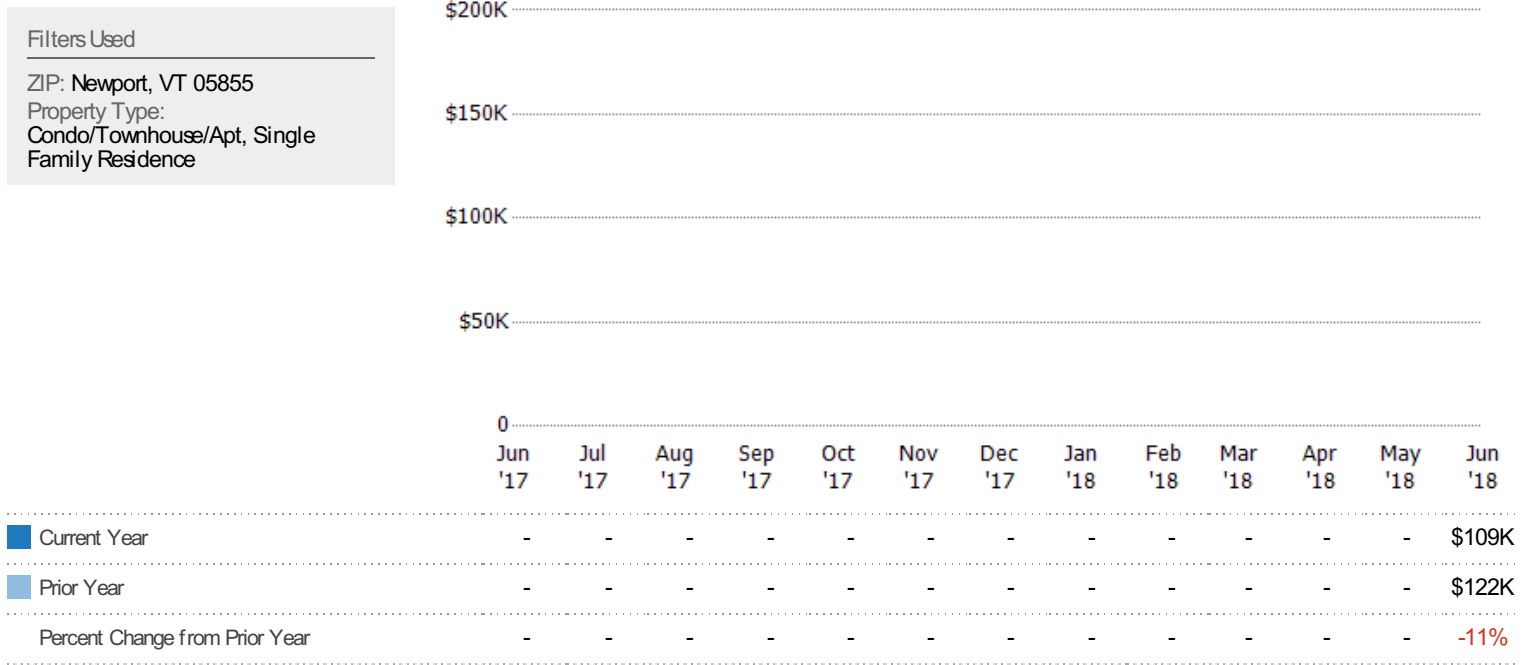 Filters Used
ZIP: Newport, VT 05855
Property Type:
Condo/Townhouse/Apt, Single
Family Residence
$200K
$150K
$100K
$50K
0
Jun Jul Aug Sep Oct Nov Dec Jan Feb Mar Apr May Jun
'17 '17 '17 '17 '17 '17 '17 '18 '18 '18 '18 '18 '18
Current Year - - - - - - - - - - - - $109K
Prior Year - - - - - - - - - - - - $122K
Percent Change from Prior Year - - - - - - - - - - - - -11%